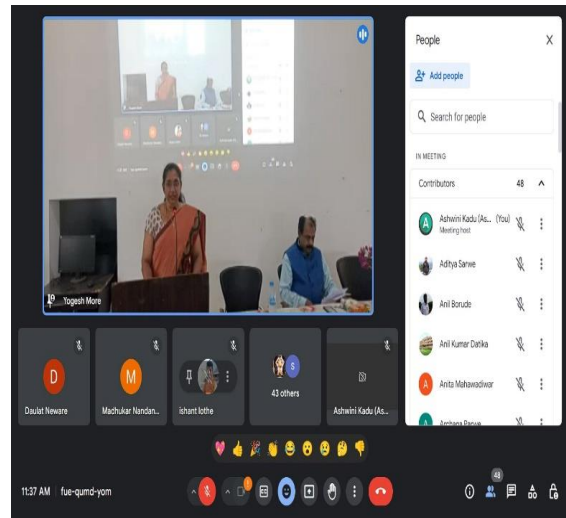 Yogesh More
D
Daulat Neware
M
Madhukar Nandan...
ishant lothe
S
43 others
Ashwini Kadu (As...
11:37 AM | fue-qumd-yom
48
People
X
Add people
Search for people
IN MEETING
Contributors 48
A
Ashwini Kadu (As... (You)
Meeting host
Aditya Sarwe
Anil Borude
Anil Kumar Datika
A
Anita Mahawadiwar